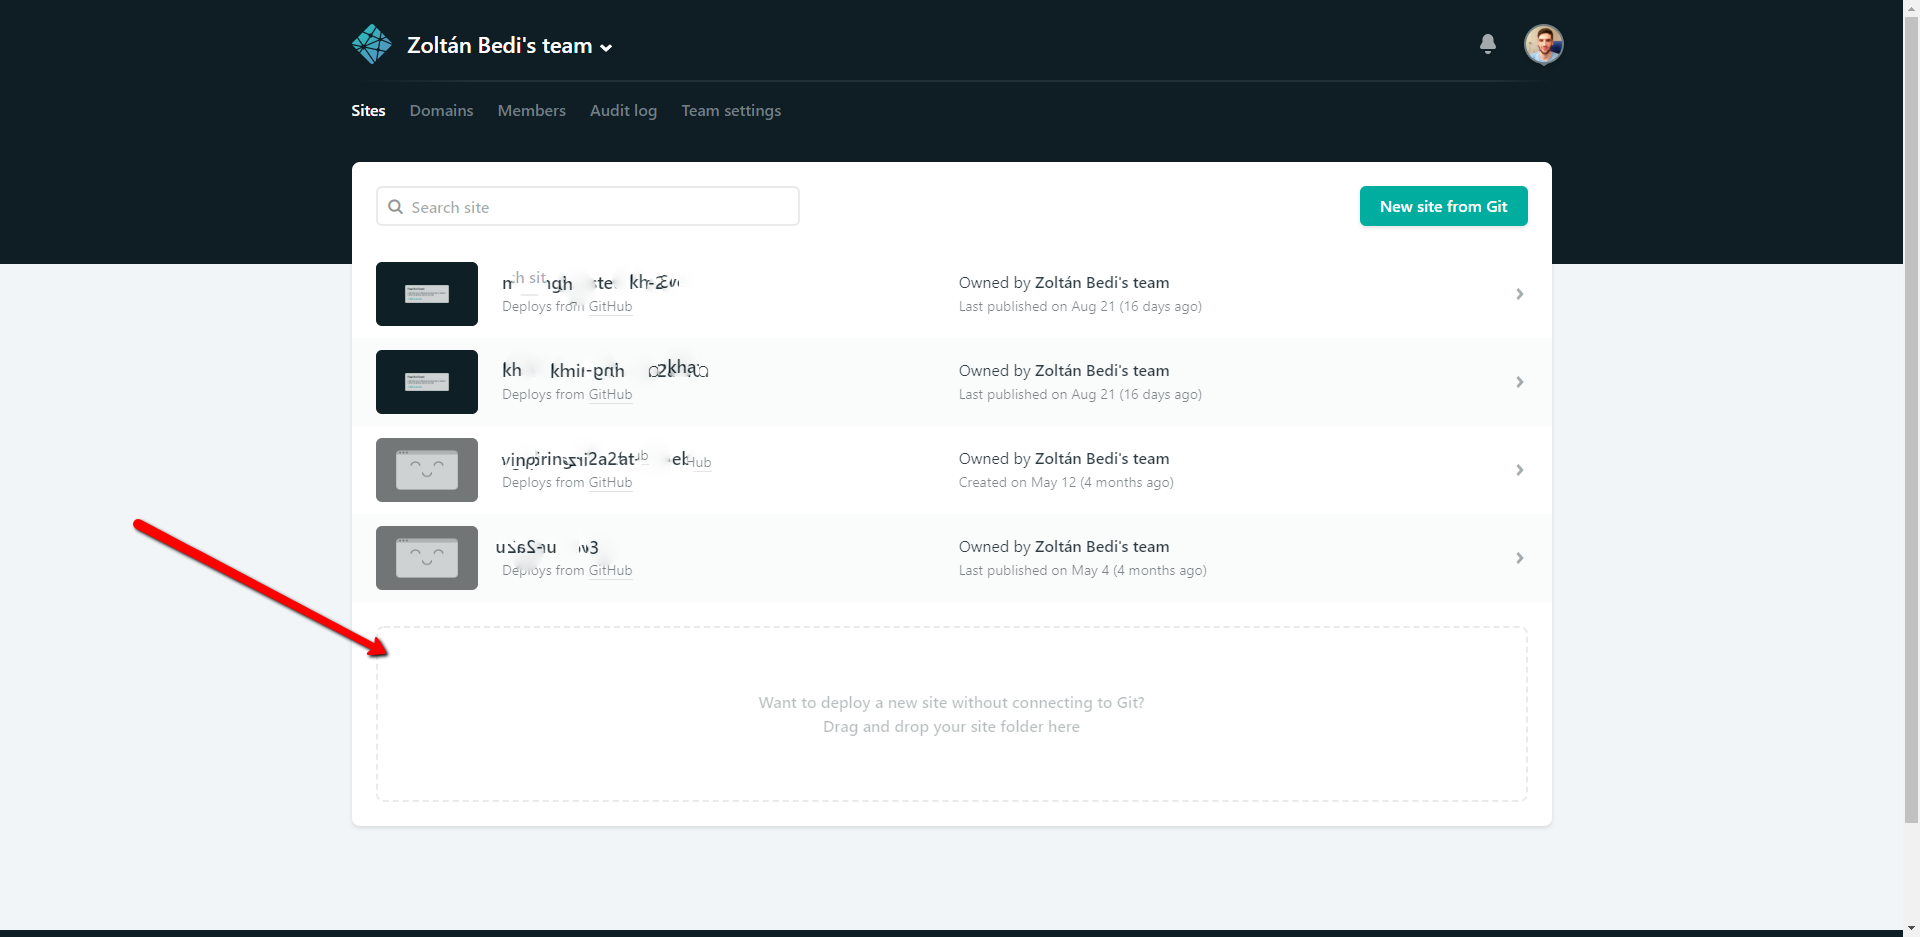 Zoltán Bedi's team
Sites Domains Members Audit log Team settings
Search site
New site from Git
Owned by Zoltán Bedi's team
Deploys from GitHub
Last published on Aug 21 (16 days ago)
Owned by Zoltán Bedi's team
Deploys from GitHub
Last published on Aug 21 (16 days ago)
Owned by Zoltán Bedi's team
Deploys from GitHub
Created on May 12 (4 months ago)
Owned by Zoltán Bedi's team
Deploys from GitHub
Last published on May 4 (4 months ago)
Want to deploy a new site without connecting to Git?
Drag and drop your site folder here